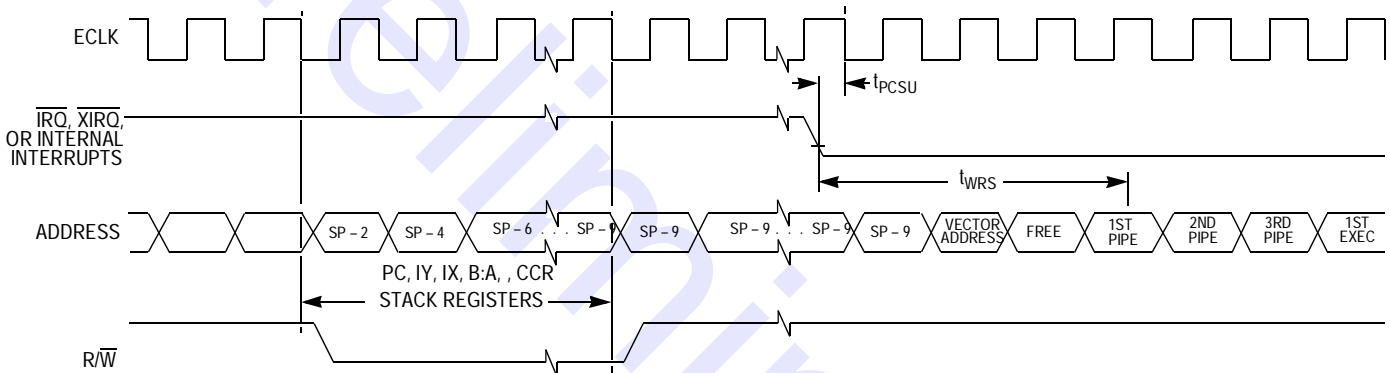 ECLK
tPCSU
IRQ, XIRQ,
OR INTERNAL
INTERRUPTS
tWRS
ADDRESS
SP – 2
SP – 4
SP – 6 . . . SP – 9
SP – 9
SP – 9 . . . SP – 9
SP – 9
VECTOR
ADDRESS
FREE
1ST
PIPE
2ND
PIPE
3RD
PIPE
1ST
EXEC
PC, IY, IX, B:A, , CCR
STACK REGISTERS
R/W